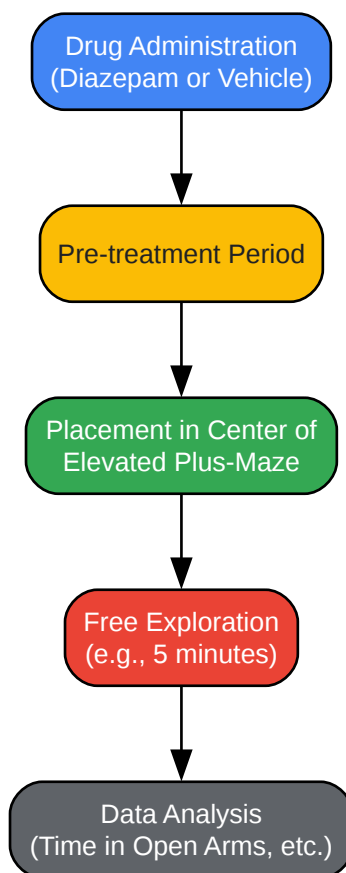 Drug Administration
(Diazepam or Vehicle)
Pre-treatment Period
Placement in Center of
Elevated Plus-Maze
Free Exploration
(e.g., 5 minutes)
Data Analysis
(Time in Open Arms, etc.)